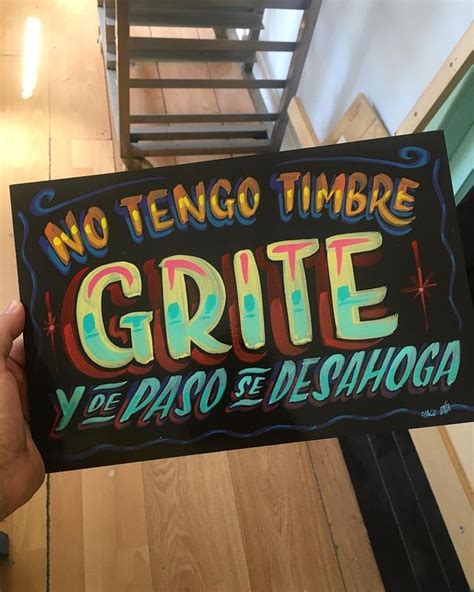 NO TENGO TIMBRE
GRITE
Y DE PASO SE DESAHOGA